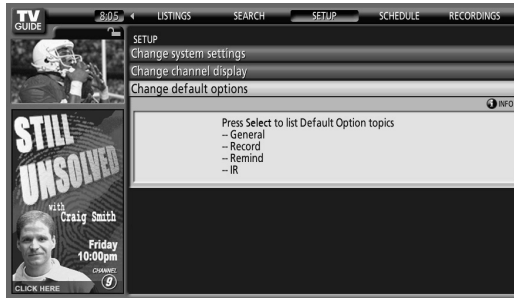 TV
GUIDE
8:05
LISTINGS SEARCH SETUP SCHEDULE RECORDINGS
SETUP
Change system settings
Change channel display
Change default options
INFO
Press Select to list Default Option topics
-- General
-- Record
-- Remind
-- IR
STILL
UNSOLVED
with
Craig Smith
Friday
10:00pm
CHANNEL
9
CLICK HERE